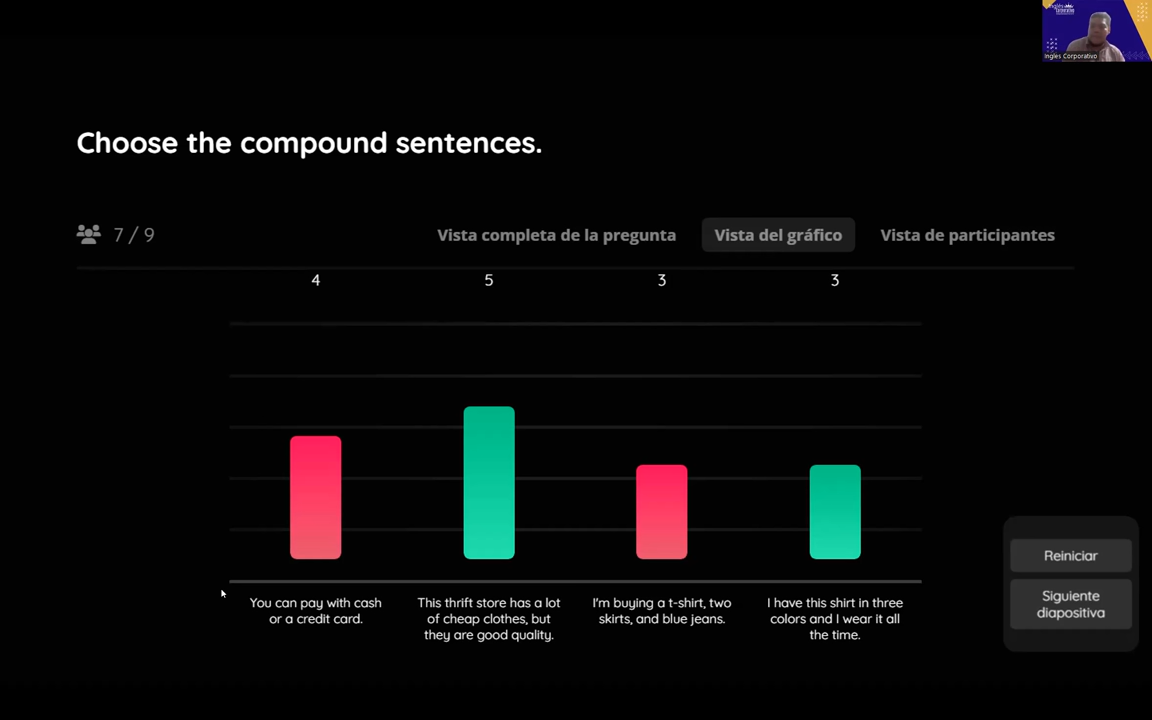 Inglés
Corporativo
Ingles Corporativo
Choose the compound sentences.
7 / 9
Vista completa de la pregunta
Vista del gráfico
Vista de participantes
4
5
3
3
You can pay with cash
or a credit card.
This thrift store has a lot
of cheap clothes, but
they are good quality.
I'm buying a t-shirt, two
skirts, and blue jeans.
I have this shirt in three
colors and I wear it all
the time.
Reiniciar
Siguiente
diapositiva